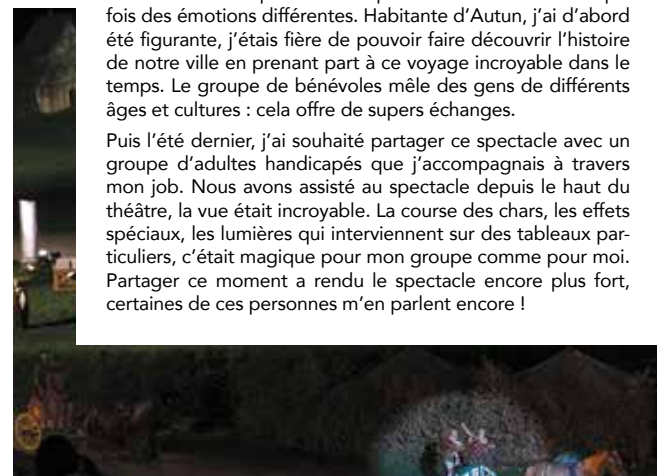 fois des émotions différentes. Habitante d’Autun, j’ai d’abord
été figurante, j’étais fière de pouvoir faire découvrir l’histoire
de notre ville en prenant part à ce voyage incroyable dans le
temps. Le groupe de bénévoles mêle des gens de différents
âges et cultures : cela offre de supers échanges.
Puis l’été dernier, j’ai souhaité partager ce spectacle avec un
groupe d’adultes handicapés que j’accompagnais à travers
mon job. Nous avons assisté au spectacle depuis le haut du
théâtre, la vue était incroyable. La course des chars, les effets
spéciaux, les lumières qui interviennent sur des tableaux par-
ticuliers, c’était magique pour mon groupe comme pour moi.
Partager ce moment a rendu le spectacle encore plus fort,
certaines de ces personnes m’en parlent encore !